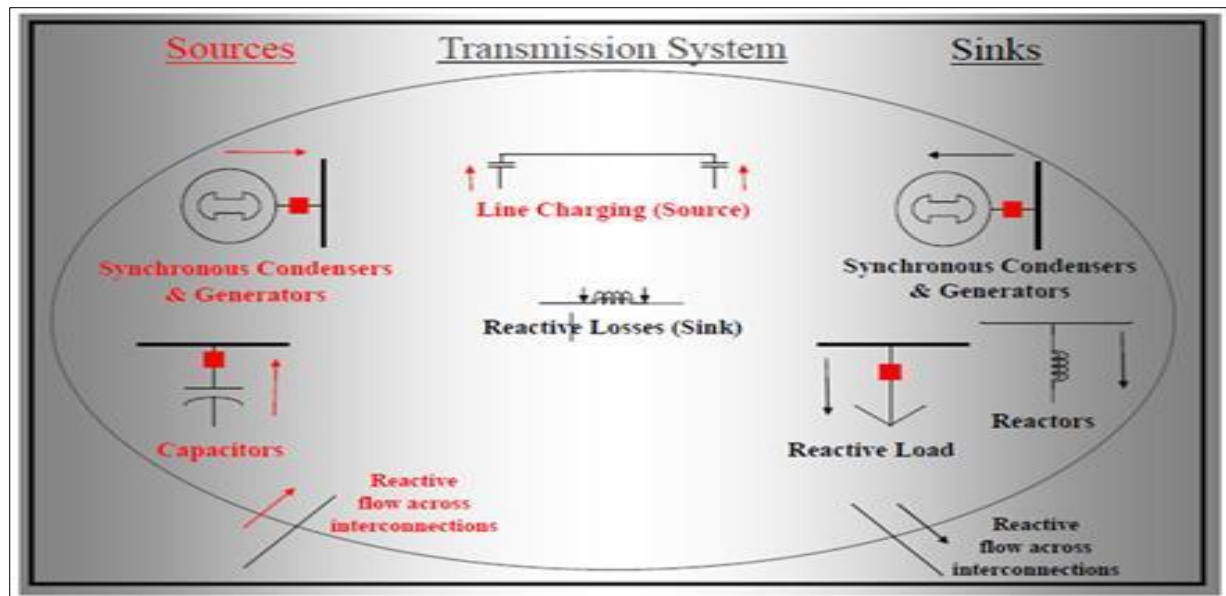 Sources
Transmission System
Sinks
Line Charging (Source)
Synchronous Condensers
& Generators
Synchronous Condensers
& Generators
Reactive Losses (Sink)
Capacitors
Reactive Load
Reactors
Reactive
flow across
interconnections
Reactive
flow across
interconnections